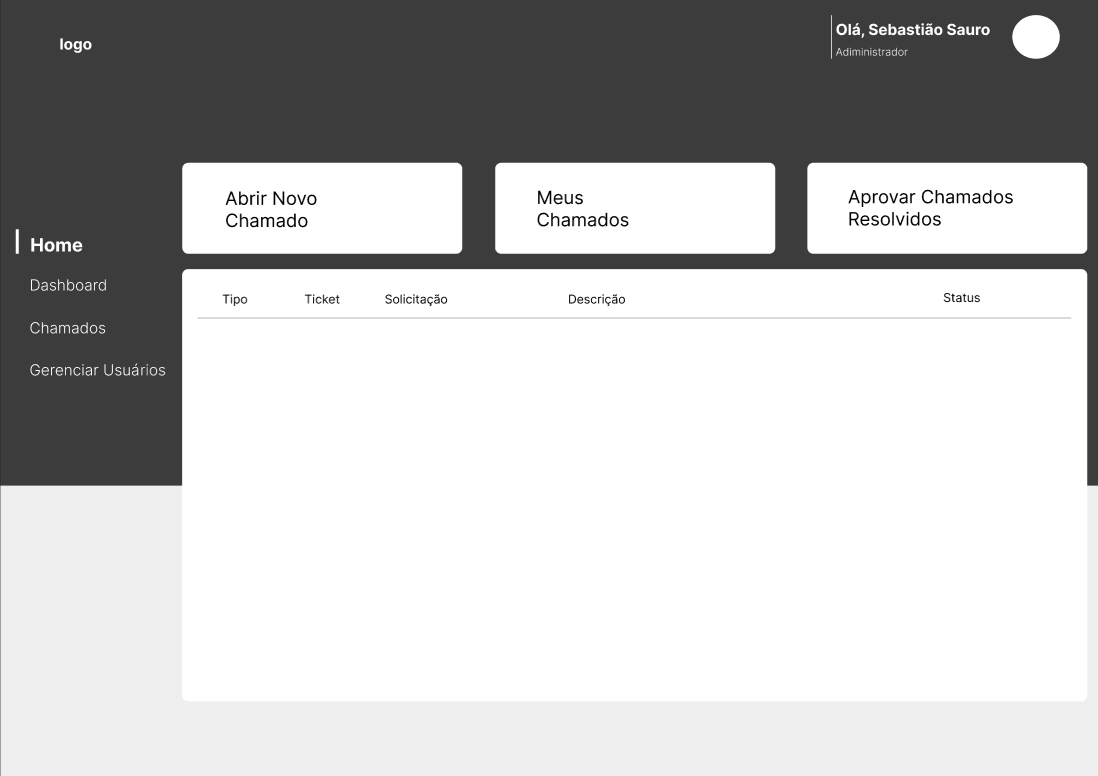 logo
Olá, Sebastião Sauro
Adiministrador
Abrir Novo
Chamado
Meus
Chamados
Aprovar Chamados
Resolvidos
Home
Dashboard
Chamados
Gerenciar Usuários
Tipo Ticket Solicitação Descrição Status